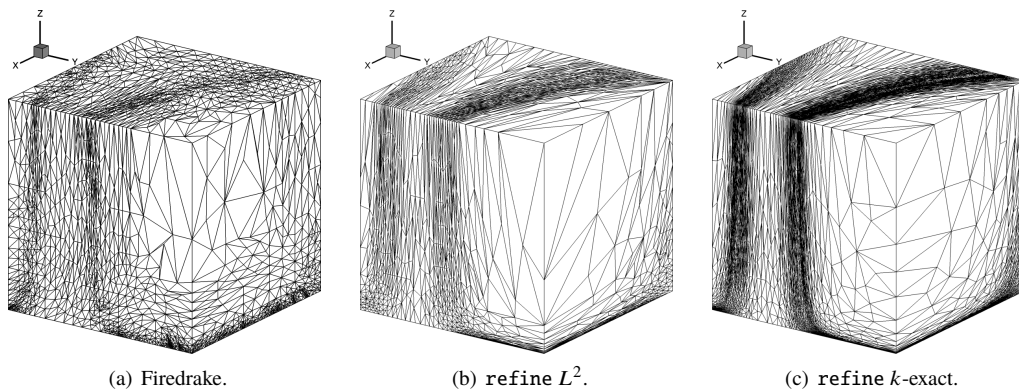 Z
X
Y
Z
X
Y
Z
X
Y
(a) Firedrake.
(b) refine L².
(c) refine k-exact.